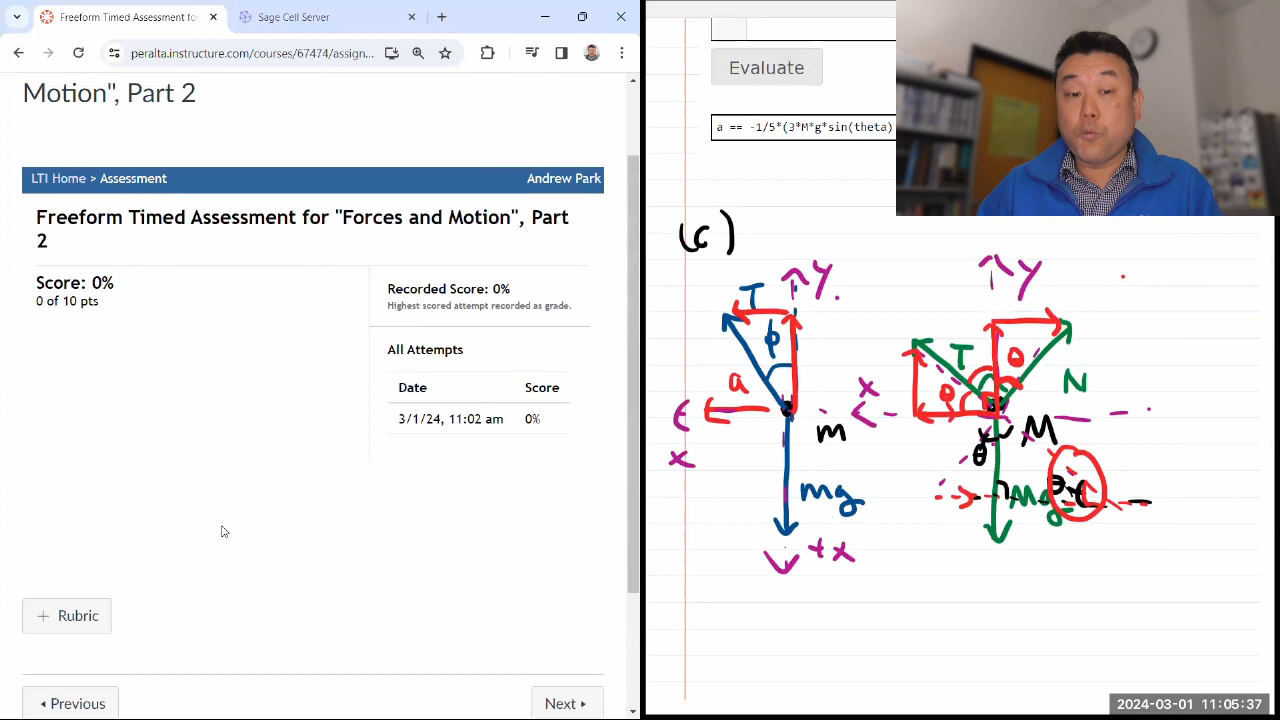 Freeform Timed Assessment for
Sage Cell Server
peralta.instructure.com/courses/67474/assign
Motion", Part 2
LTI Home > Assessment
Andrew Park
Freeform Timed Assessment for "Forces and Motion", Part
2
Score: 0%
0 of 10 pts
Recorded Score: 0%
Highest scored attempt recorded as grade.
All Attempts
Date Score
3/1/24, 11:02 am 0%
+ Rubric
◂ Previous
Next ▸
Evaluate
a == -1/5*(3*M*g*sin(theta)
(c)
y
T
ϕ
a
x
m
mg
+x
y
T
θ
θ
N
x
M
θ
Mg
2024-03-01 11:05:37